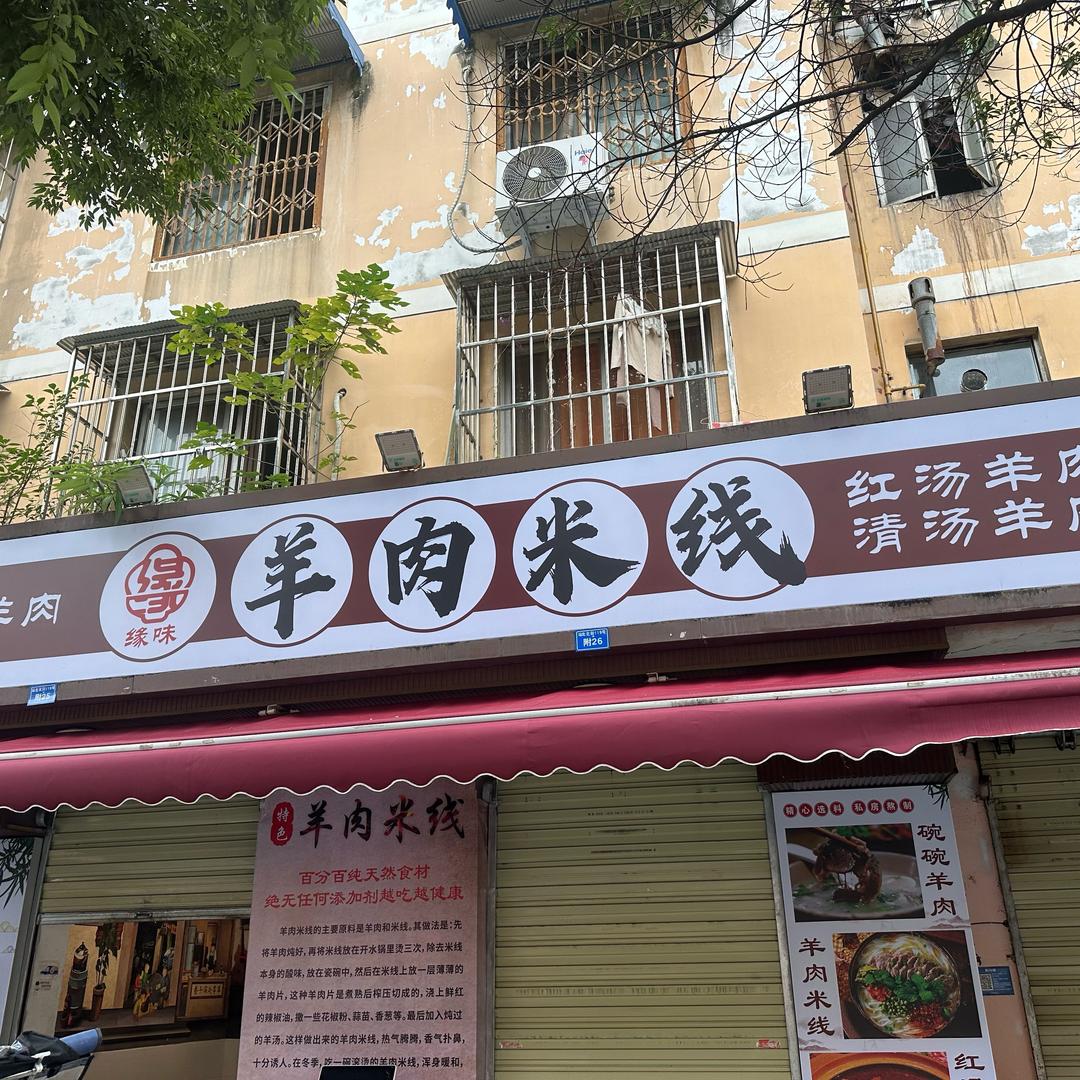 Haier
羊肉
缘味
羊肉米线
红汤羊肉
清汤羊肉
附25
附26
特色
羊肉米线
百分百纯天然食材
绝无任何添加剂越吃越健康
羊肉米线的主要原料是羊肉和米线。其做法是:先
将羊肉炖好,再将米线放在开水锅里烫三次,除去米线
本身的酸味,放在瓷碗中,然后在米线上放一层薄薄的
羊肉片,这种羊肉片是煮熟后榨压切成的,浇上鲜红
的辣椒油,撒一些花椒粉、蒜苗、香葱等。最后加入炖过
的羊汤。这样做出来的羊肉米线,热气腾腾,香气扑鼻,
十分诱人。在冬季,吃一碗滚烫的羊肉米线,浑身暖和,
精心选料 私房熬制
碗碗羊肉
羊肉米线
红